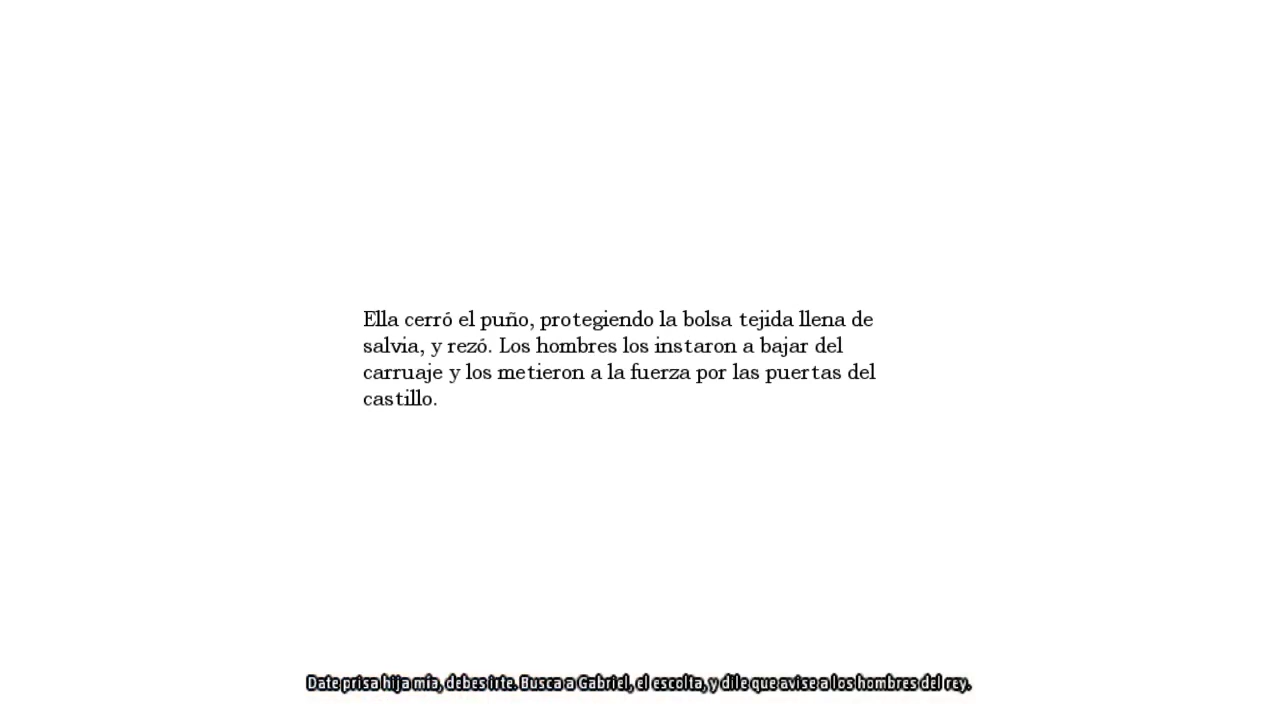 Ella cerró el puño, protegiendo la bolsa tejida llena de
salvia, y rezó. Los hombres los instaron a bajar del
carruaje y los metieron a la fuerza por las puertas del
castillo.
Date prisa hija mía, debes irte. Busca a Gabriel, el escolta, y dile que avise a los hombres del rey.